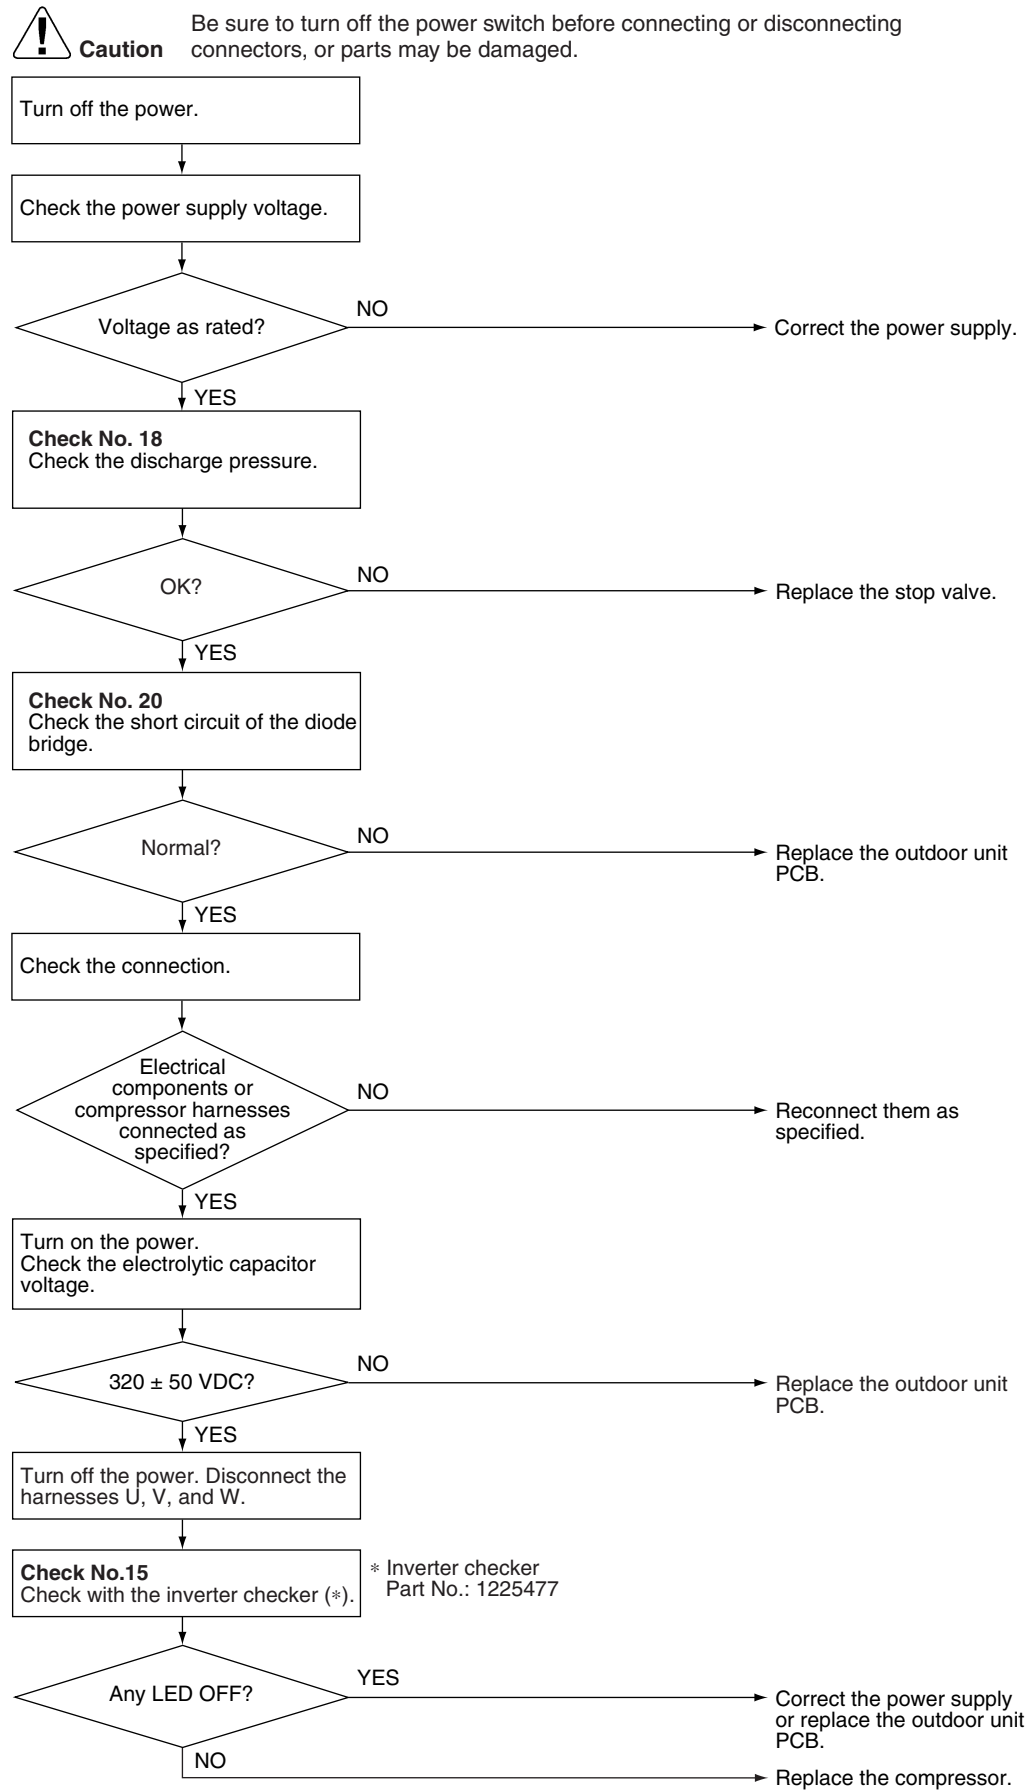 Be sure to turn off the power switch before connecting or disconnecting
Caution connectors, or parts may be damaged.
Turn off the power.
Check the power supply voltage.
Voltage as rated?
NO
Correct the power supply.
YES
Check No. 18
Check the discharge pressure.
OK?
NO
Replace the stop valve.
YES
Check No. 20
Check the short circuit of the diode
bridge.
Normal?
NO
Replace the outdoor unit
PCB.
YES
Check the connection.
Electrical
components or
compressor harnesses
connected as
specified?
NO
Reconnect them as
specified.
YES
Turn on the power.
Check the electrolytic capacitor
voltage.
320 ± 50 VDC?
NO
Replace the outdoor unit
PCB.
YES
Turn off the power. Disconnect the
harnesses U, V, and W.
Check No.15
Check with the inverter checker (*).
* Inverter checker
Part No.: 1225477
Any LED OFF?
YES
Correct the power supply
or replace the outdoor unit
PCB.
NO
Replace the compressor.